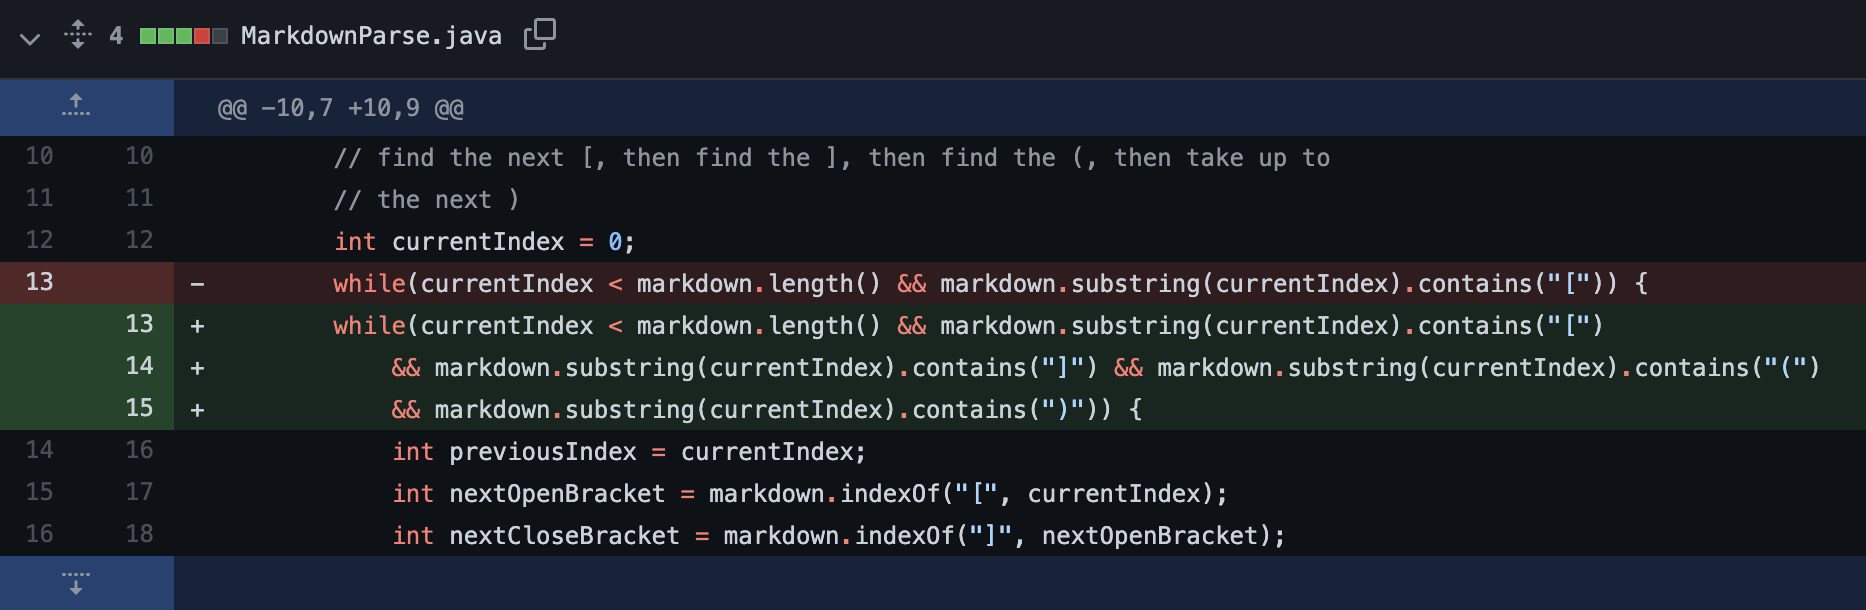 4 MarkdownParse.java
@@ -10,7 +10,9 @@
10 10 // find the next [, then find the ], then find the (, then take up to
11 11 // the next )
12 12 int currentIndex = 0;
13 - while(currentIndex < markdown.length() && markdown.substring(currentIndex).contains("[")) {
13 + while(currentIndex < markdown.length() && markdown.substring(currentIndex).contains("[")
14 + && markdown.substring(currentIndex).contains("]") && markdown.substring(currentIndex).contains("(")
15 + && markdown.substring(currentIndex).contains(")")) {
14 16 int previousIndex = currentIndex;
15 17 int nextOpenBracket = markdown.indexOf("[", currentIndex);
16 18 int nextCloseBracket = markdown.indexOf("]", nextOpenBracket);